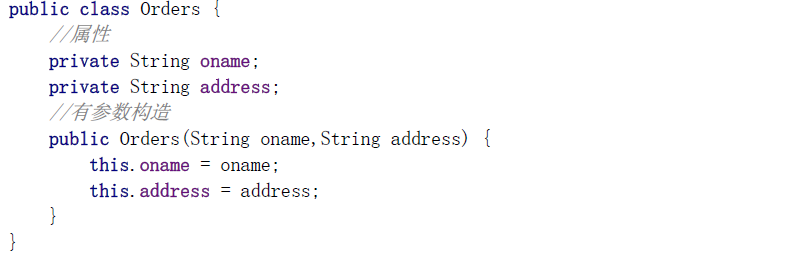 public class Orders {
    //属性
    private String oname;
    private String address;
    //有参数构造
    public Orders(String oname,String address) {
        this.oname = oname;
        this.address = address;
    }
}